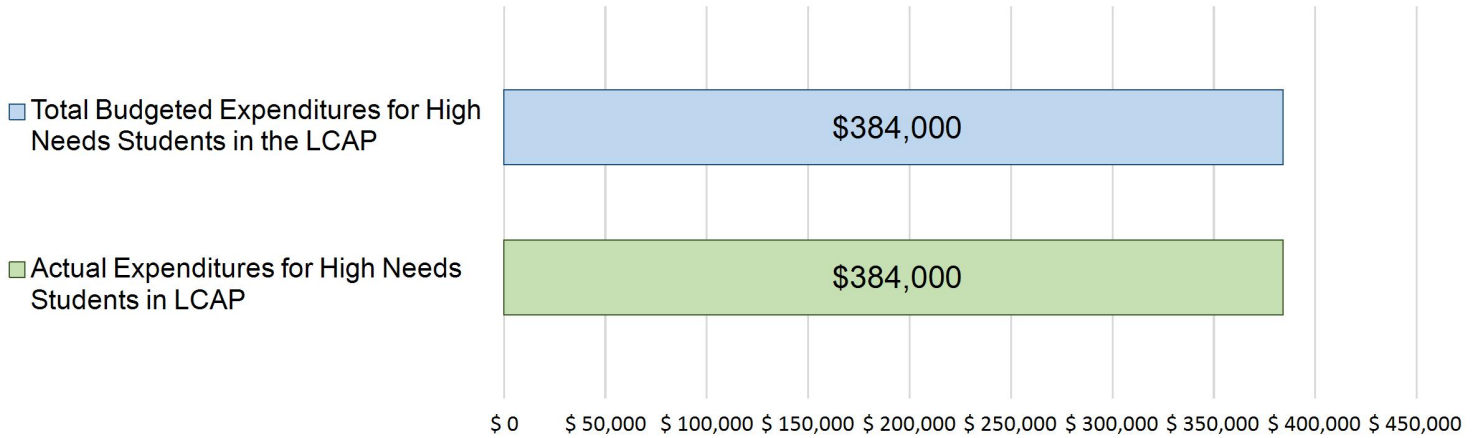 Total Budgeted Expenditures for High
Needs Students in the LCAP
$384,000
Actual Expenditures for High Needs
Students in LCAP
$384,000
$ 0 $ 50,000 $ 100,000 $ 150,000 $ 200,000 $ 250,000 $ 300,000 $ 350,000 $ 400,000 $ 450,000